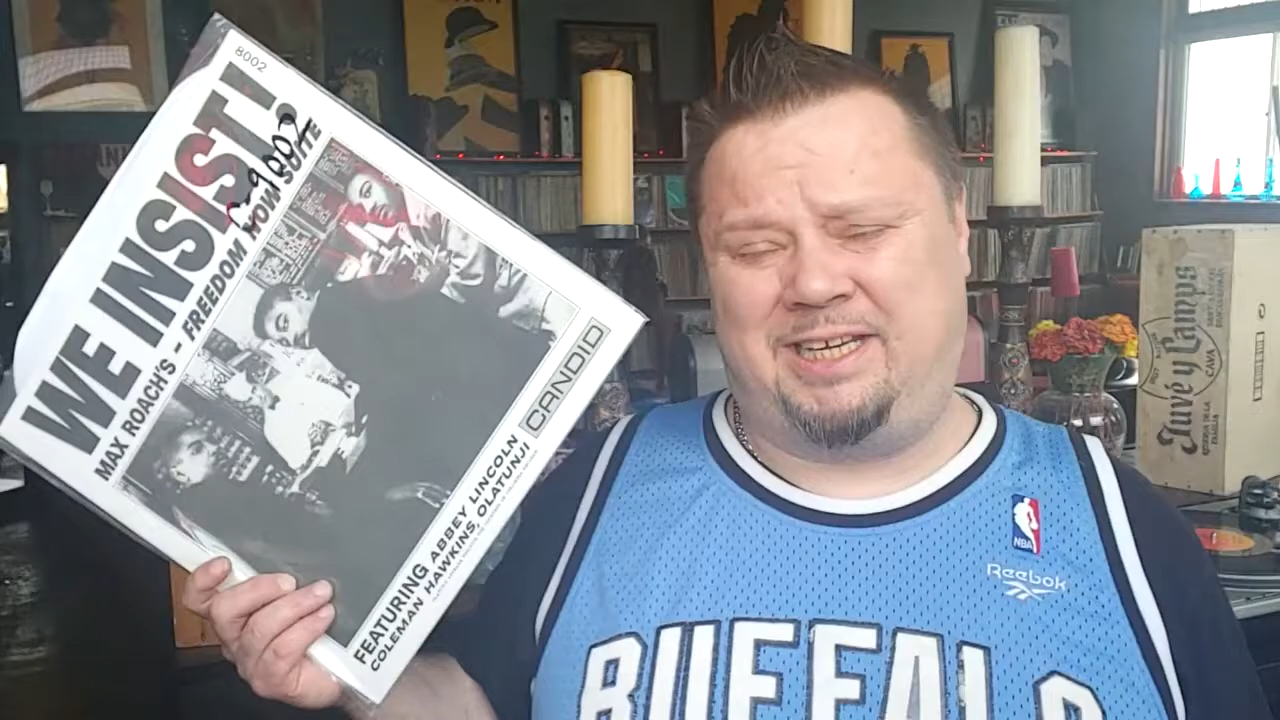 8002
WE INSIST!
MAX ROACH'S - FREEDOM NOW SUITE
9002
CANDID
FEATURING ABBEY LINCOLN
COLEMAN HAWKINS, OLATUNJI
NBA
Reebok
BUFFALO
Juvé y Camps
CAVA